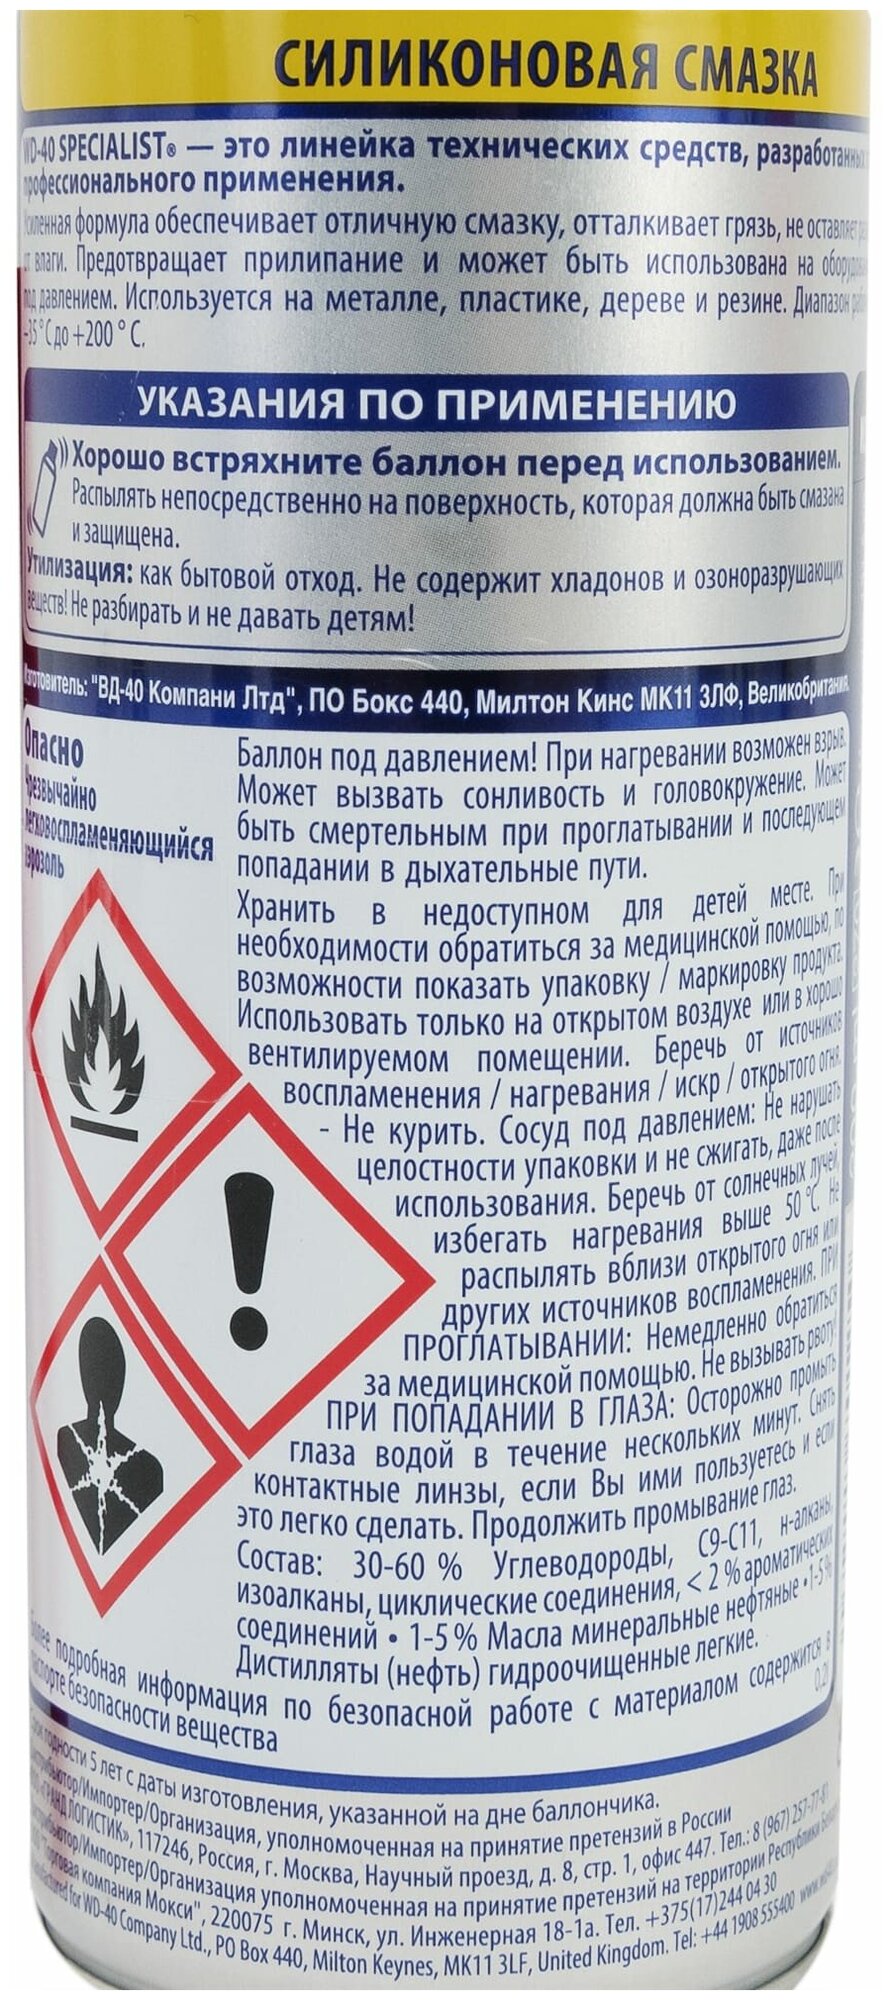 СИЛИКОНОВАЯ СМАЗКА
WD-40 SPECIALIST® — это линейка технических средств, разработанных
профессионального применения.
Усиленная формула обеспечивает отличную смазку, отталкивает грязь, не оставляет
от влаги. Предотвращает прилипание и может быть использована на
под давлением. Используется на металле, пластике, дереве и резине. Диапазон
-35 °С до +200 ° С.
УКАЗАНИЯ ПО ПРИМЕНЕНИЮ
Хорошо встряхните баллон перед использованием.
Распылять непосредственно на поверхность, которая должна быть смазана
и защищена.
Утилизация: как бытовой отход. Не содержит хладонов и озоноразрушающих
веществ! Не разбирать и не давать детям!
Изготовитель: "ВД-40 Компани Лтд", ПО Бокс 440, Милтон Кинс МК11 3ЛФ, Великобритания.
Опасно
Чрезвычайно
легковоспламеняющийся
аэрозоль
Баллон под давлением! При нагревании возможен взрыв.
Может вызвать сонливость и головокружение. Может
быть смертельным при проглатывании и последующем
попадании в дыхательные пути.
Хранить в недоступном для детей месте. При
необходимости обратиться за медицинской помощью, по
возможности показать упаковку / маркировку продукта.
Использовать только на открытом воздухе или в хорошо
вентилируемом помещении. Беречь от источников
воспламенения / нагревания / искр / открытого огня.
- Не курить. Сосуд под давлением: Не нарушать
целостности упаковки и не сжигать, даже после
использования. Беречь от солнечных лучей,
избегать нагревания выше 50 °С. Не
распылять вблизи открытого огня или
других источников воспламенения. ПРИ
ПРОГЛАТЫВАНИИ: Немедленно обратиться
за медицинской помощью. Не вызывать рвоту!
ПРИ ПОПАДАНИИ В ГЛАЗА: Осторожно промыть
глаза водой в течение нескольких минут. Снять
контактные линзы, если Вы ими пользуетесь и если
это легко сделать. Продолжить промывание глаз.
Состав: 30-60 % Углеводороды, С9-С11, н-алканы,
изоалканы, циклические соединения, < 2 % ароматических
соединений • 1-5 % Масла минеральные нефтяные • 1-5 %
Дистилляты (нефть) гидроочищенные легкие.
Более подробная информация по безопасной работе с материалом содержится в
паспорте безопасности вещества
Срок годности 5 лет с даты изготовления, указанной на дне баллончика.
Дистрибьютор/Импортер/Организация, уполномоченная на принятие претензий в России
"ГРАНД ЛОГИСТИК», 117246, Россия, г. Москва, Научный проезд, д. 8, стр. 1, офис 447. Тел.: 8 (967) 257-77-81
Дистрибьютор/Импортер/Организация уполномоченная на принятие претензий на территории Республики
Торговая компания Мокси", 220075 г. Минск, ул. Инженерная 18-1а. Тел. +375(17)244 04 30
Manufactured for WD-40 Company Ltd., PO Box 440, Milton Keynes, MK11 3LF, United Kingdom. Tel: +44 1908 555400